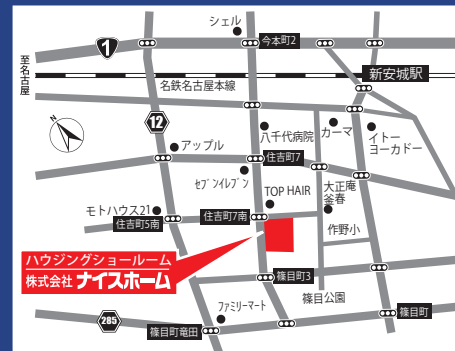 シェル
1
今本町2
至名古屋
新安城駅
名鉄名古屋本線
N
12
八千代病院
カーマ
イトーヨーカドー
アップル
住吉町7
セブンイレブン
TOP HAIR
大正庵釜春
モトハウス21
住吉町5南
住吉町7南
作野小
ハウジングショールーム
株式会社 ナイスホーム
篠目町3
篠目公園
ファミリーマート
285
篠目町竜田
篠目町